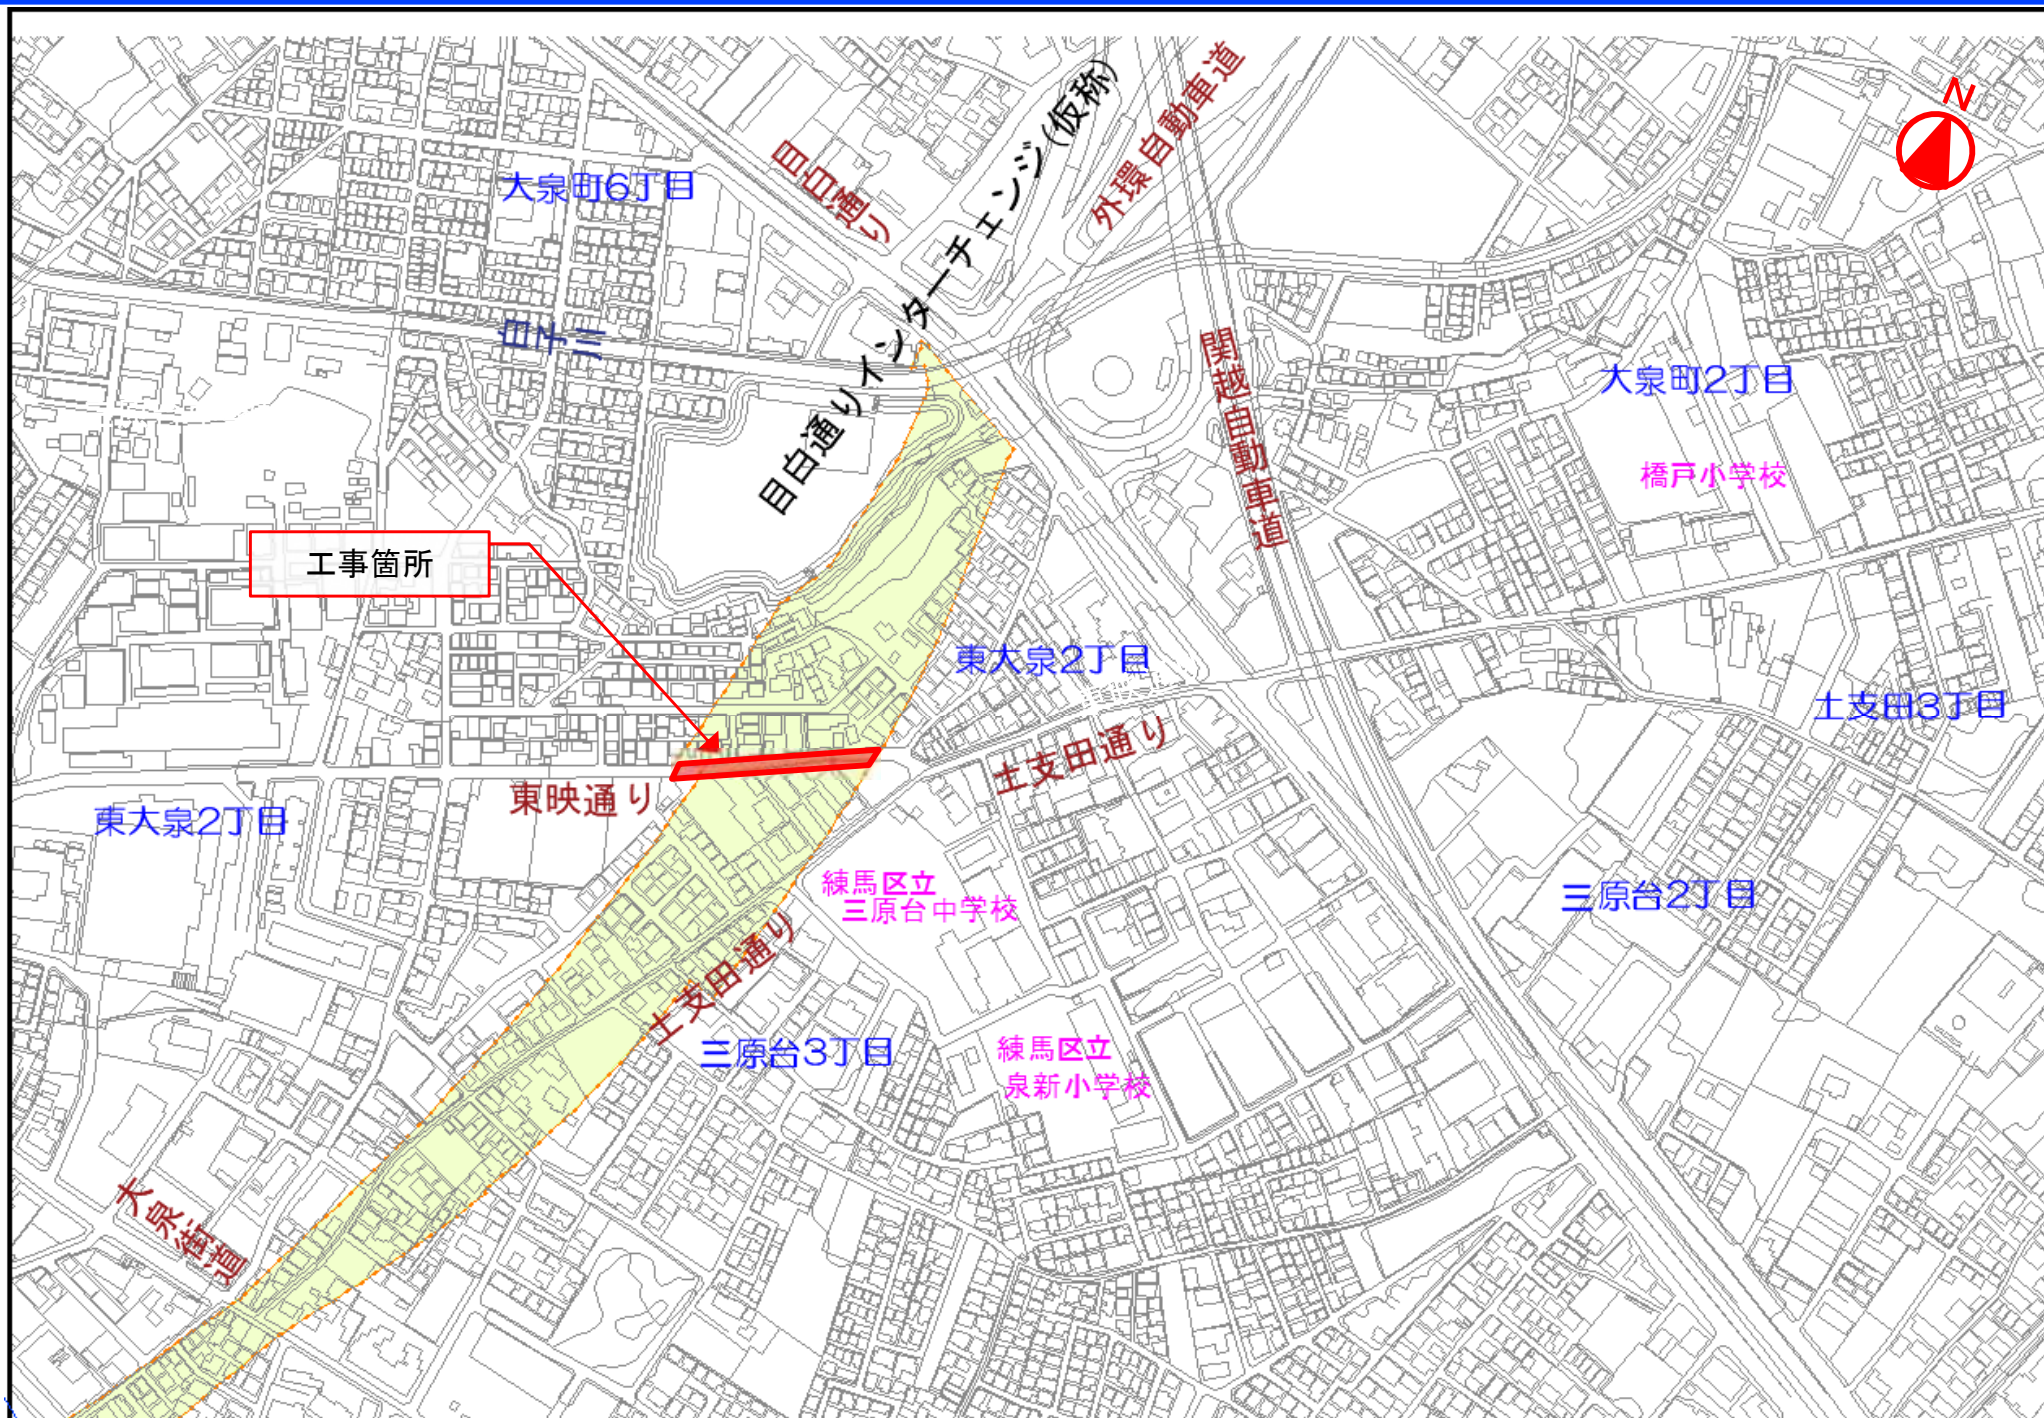 N
目白通りインターチェンジ(仮称)
外環自動車道
目白通り
大泉町6丁目
白子川
関越自動車道
大泉町2丁目
橋戸小学校
工事箇所
東大泉2丁目
土支田3丁目
土支田通り
東映通り
東大泉2丁目
練馬区立
三原台中学校
三原台2丁目
土支田通り
三原台3丁目
練馬区立
泉新小学校
大泉街道